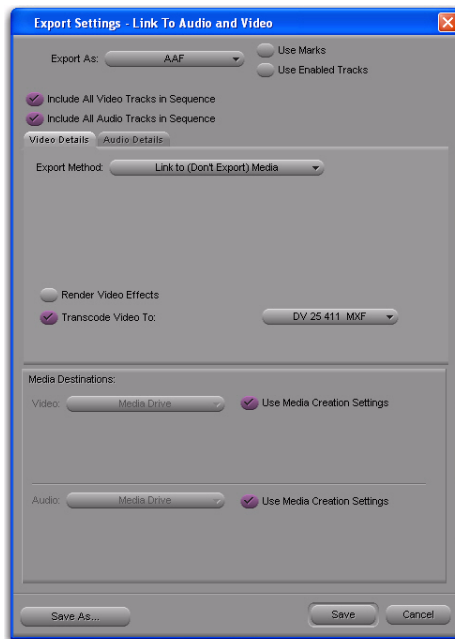 Export Settings - Link To Audio and Video
Export As: AAF
Use Marks
Use Enabled Tracks
Include All Video Tracks in Sequence
Include All Audio Tracks in Sequence
Video Details Audio Details
Export Method: Link to (Don't Export) Media
Render Video Effects
Transcode Video To: DV 25 411 MXF
Media Destinations:
Video: Media Drive Use Media Creation Settings
Audio: Media Drive Use Media Creation Settings
Save As... Save Cancel